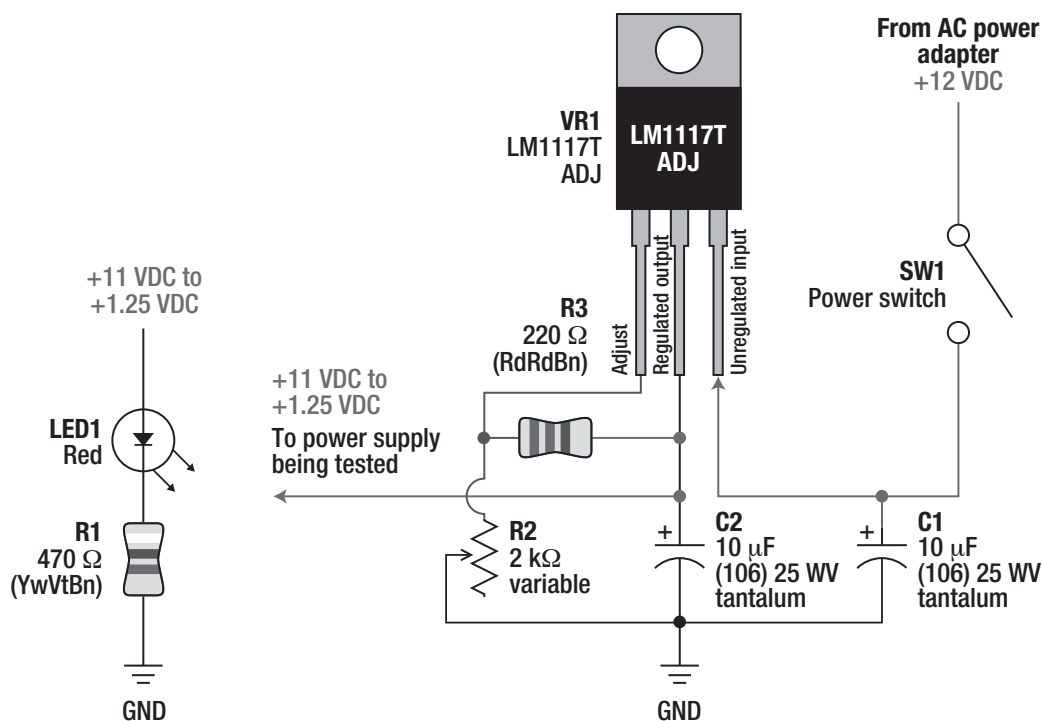 From AC power
adapter
+12 VDC
VR1
LM1117T
ADJ
LM1117T
ADJ
SW1
Power switch
Adjust
Regulated output
Unregulated input
R3
220 Ω
(RdRdBn)
+11 VDC to
+1.25 VDC
LED1
Red
R1
470 Ω
(YwVtBn)
GND
+11 VDC to
+1.25 VDC
To power supply
being tested
R2
2 kΩ
variable
+
C2
10 μF
(106) 25 WV
tantalum
+
C1
10 μF
(106) 25 WV
tantalum
GND